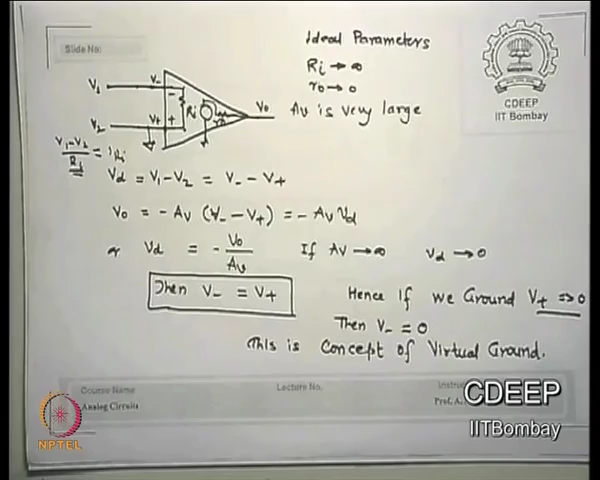 Slide No:
Ideal Parameters
Ri → ∞
ro → 0
Av is very large
V1 V- - Ri Vo
V2 V+ +
CDEEP
IIT Bombay
(V1-V2)/Ri = iRi
Vd = V1 - V2 = V- - V+
Vo = - Av (V- - V+) = - Av Vd
or Vd = - Vo/Av If Av → ∞ Vd → 0
Then V- = V+
Hence if we Ground V+ => 0
Then V- = 0
This is Concept of Virtual Ground.
Course Name
Lecture No.
Analog Circuits
CDEEP
IIT Bombay
NPTEL